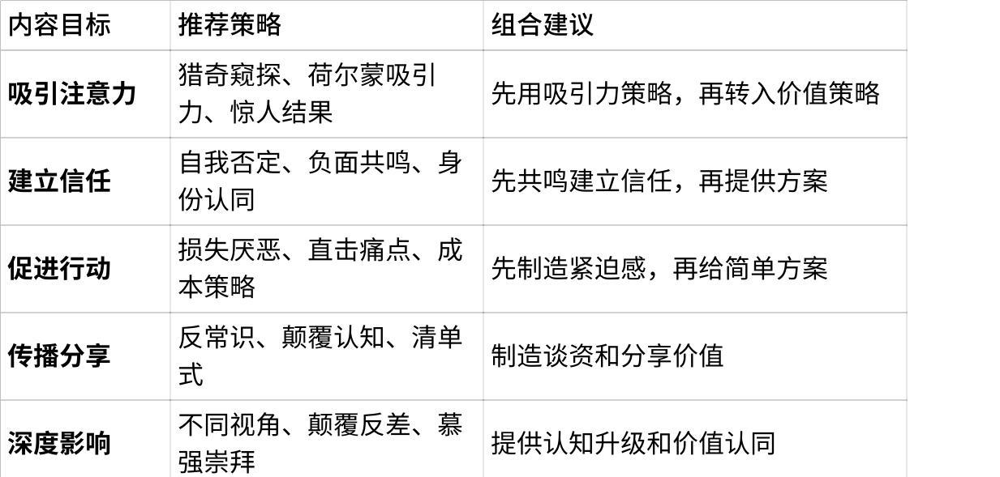 内容目标 推荐策略 组合建议
吸引注意力 猎奇窥探、荷尔蒙吸引 先用吸引力策略，再转入价值策略
力、惊人结果
建立信任 自我否定、负面共鸣、身 先共鸣建立信任，再提供方案
份认同
促进行动 损失厌恶、直击痛点、成 先制造紧迫感，再给简单方案
本策略
传播分享 反常识、颠覆认知、清单 制造谈资和分享价值
式
深度影响 不同视角、颠覆反差、慕 提供认知升级和价值认同
强崇拜